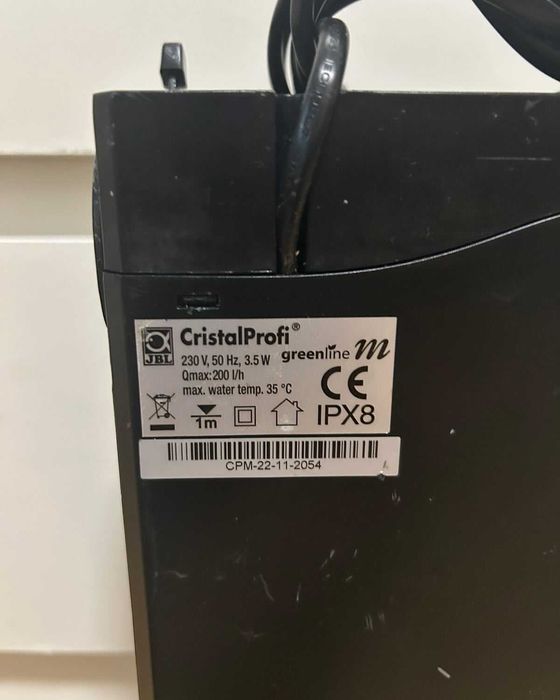 JBL
CristalProfi®
230 V, 50 Hz, 3.5 W greenline m
Qmax: 200 l/h
max. water temp. 35 °C
CE
1m
IPX8
CPM-22-11-2054